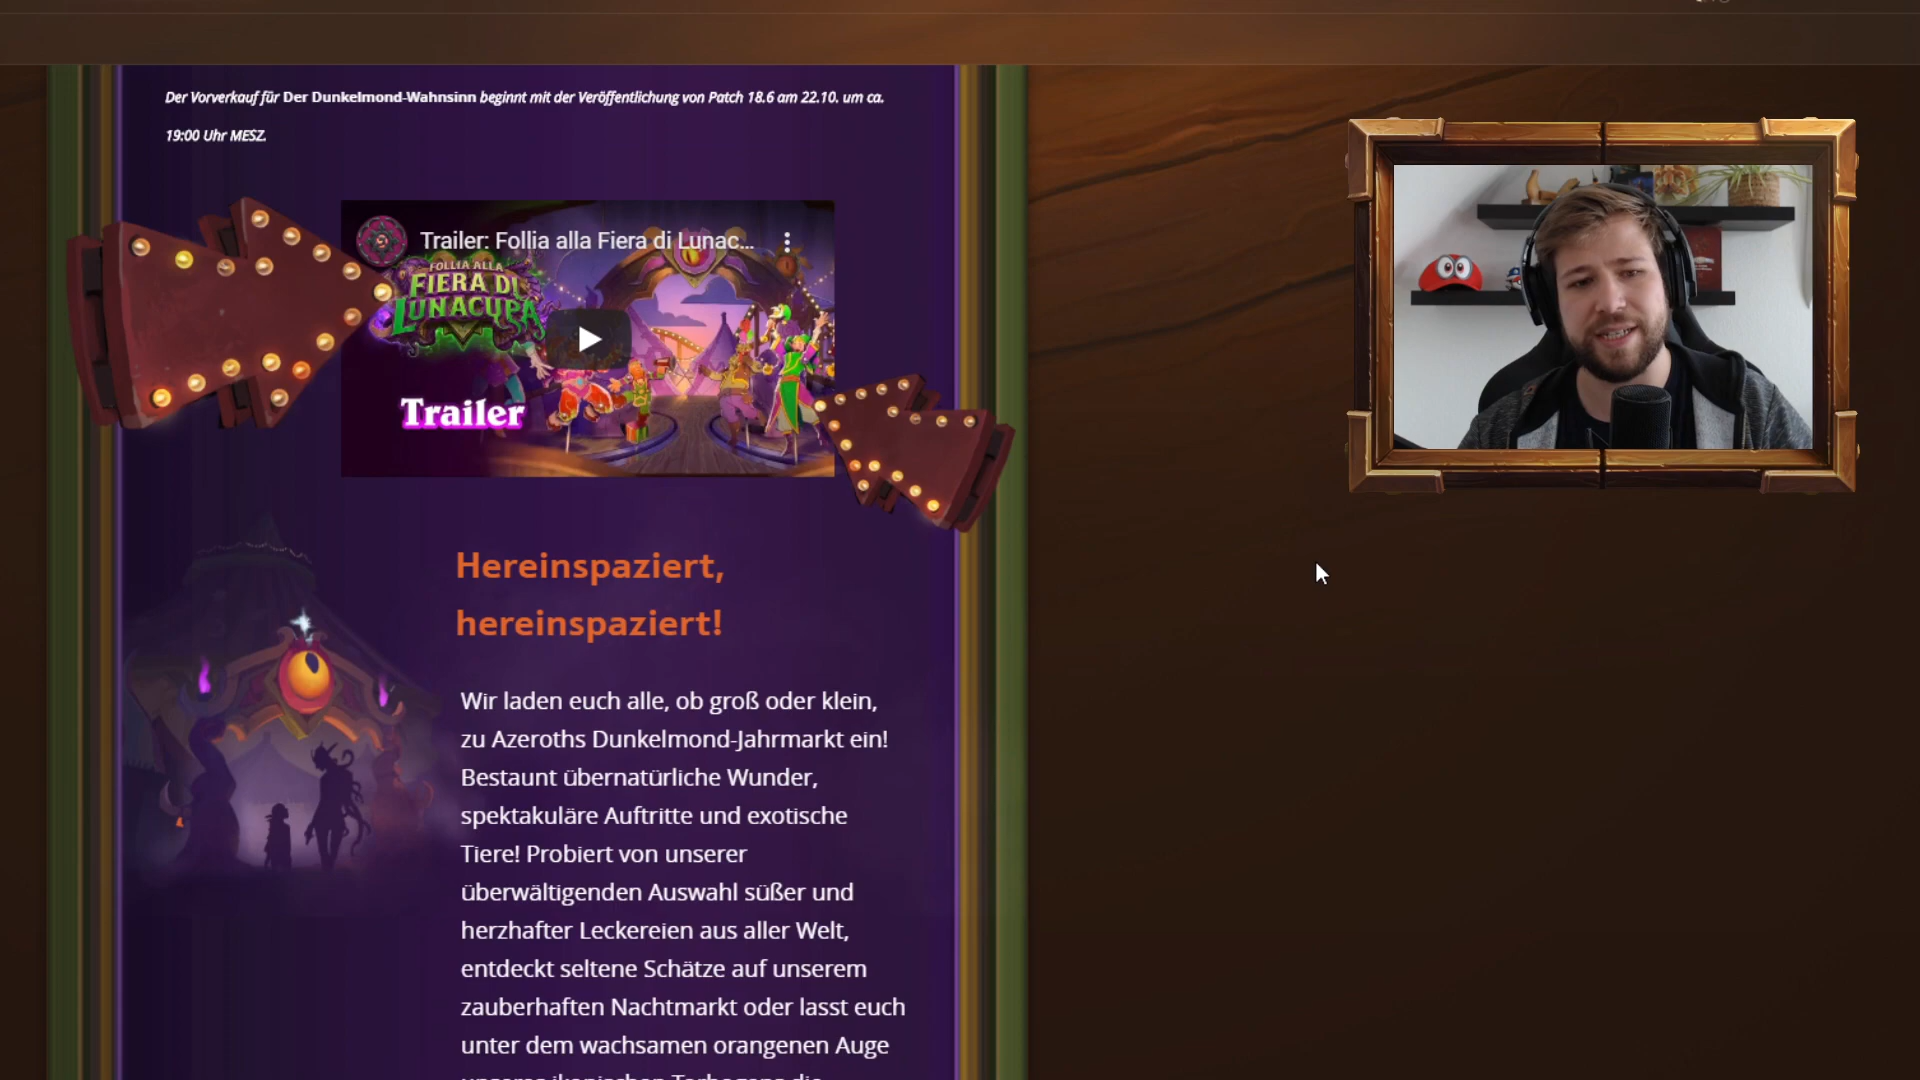 Der Vorverkauf für Der Dunkelmond-Wahnsinn beginnt mit der Veröffentlichung von Patch 18.6 am 22.10. um ca.
19:00 Uhr MESZ.
Trailer: Follia alla Fiera di Lunac...
FOLLIA ALLA
FIERA DI
LUNACUPA
Trailer
Hereinspaziert,
hereinspaziert!
Wir laden euch alle, ob groß oder klein,
zu Azeroths Dunkelmond-Jahrmarkt ein!
Bestaunt übernatürliche Wunder,
spektakuläre Auftritte und exotische
Tiere! Probiert von unserer
überwältigenden Auswahl süßer und
herzhafter Leckereien aus aller Welt,
entdeckt seltene Schätze auf unserem
zauberhaften Nachtmarkt oder lasst euch
unter dem wachsamen orangenen Auge